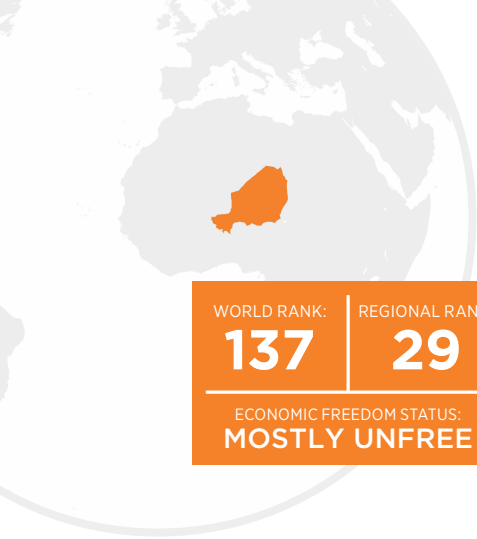 WORLD RANK:
137
REGIONAL RAN
29
ECONOMIC FREEDOM STATUS:
MOSTLY UNFREE